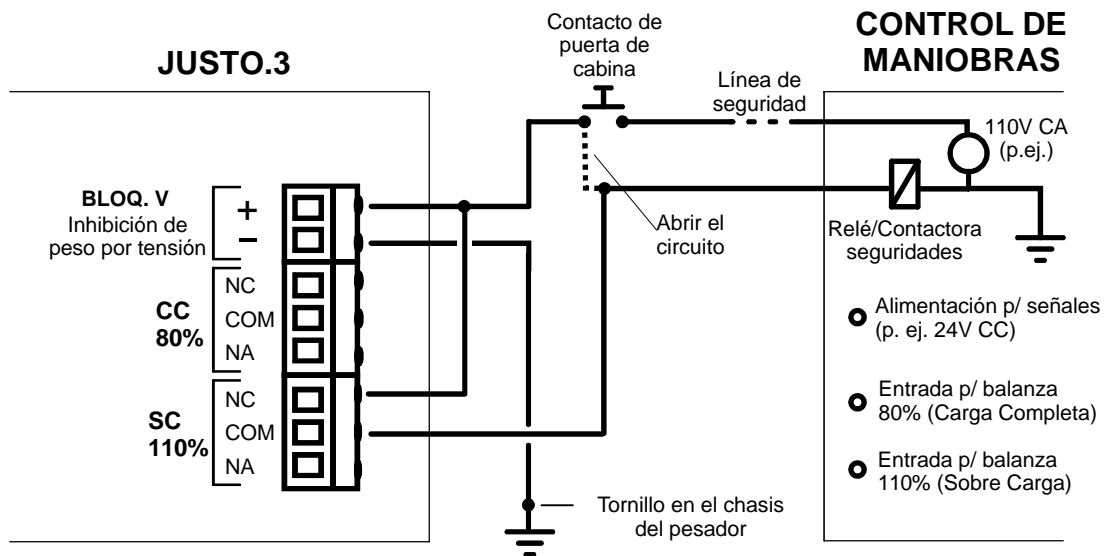 JUSTO.3
Contacto de
puerta de
cabina
CONTROL DE
MANIOBRAS
Línea de
seguridad
110V CA
(p.ej.)
BLOQ. V
Inhibición de
peso por tensión
+
−
Abrir el
circuito
Relé/Contactora
seguridades
CC
80%
NC
COM
NA
SC
110%
NC
COM
NA
Alimentación p/ señales
(p. ej. 24V CC)
Entrada p/ balanza
80% (Carga Completa)
Entrada p/ balanza
110% (Sobre Carga)
Tornillo en el chasis
del pesador